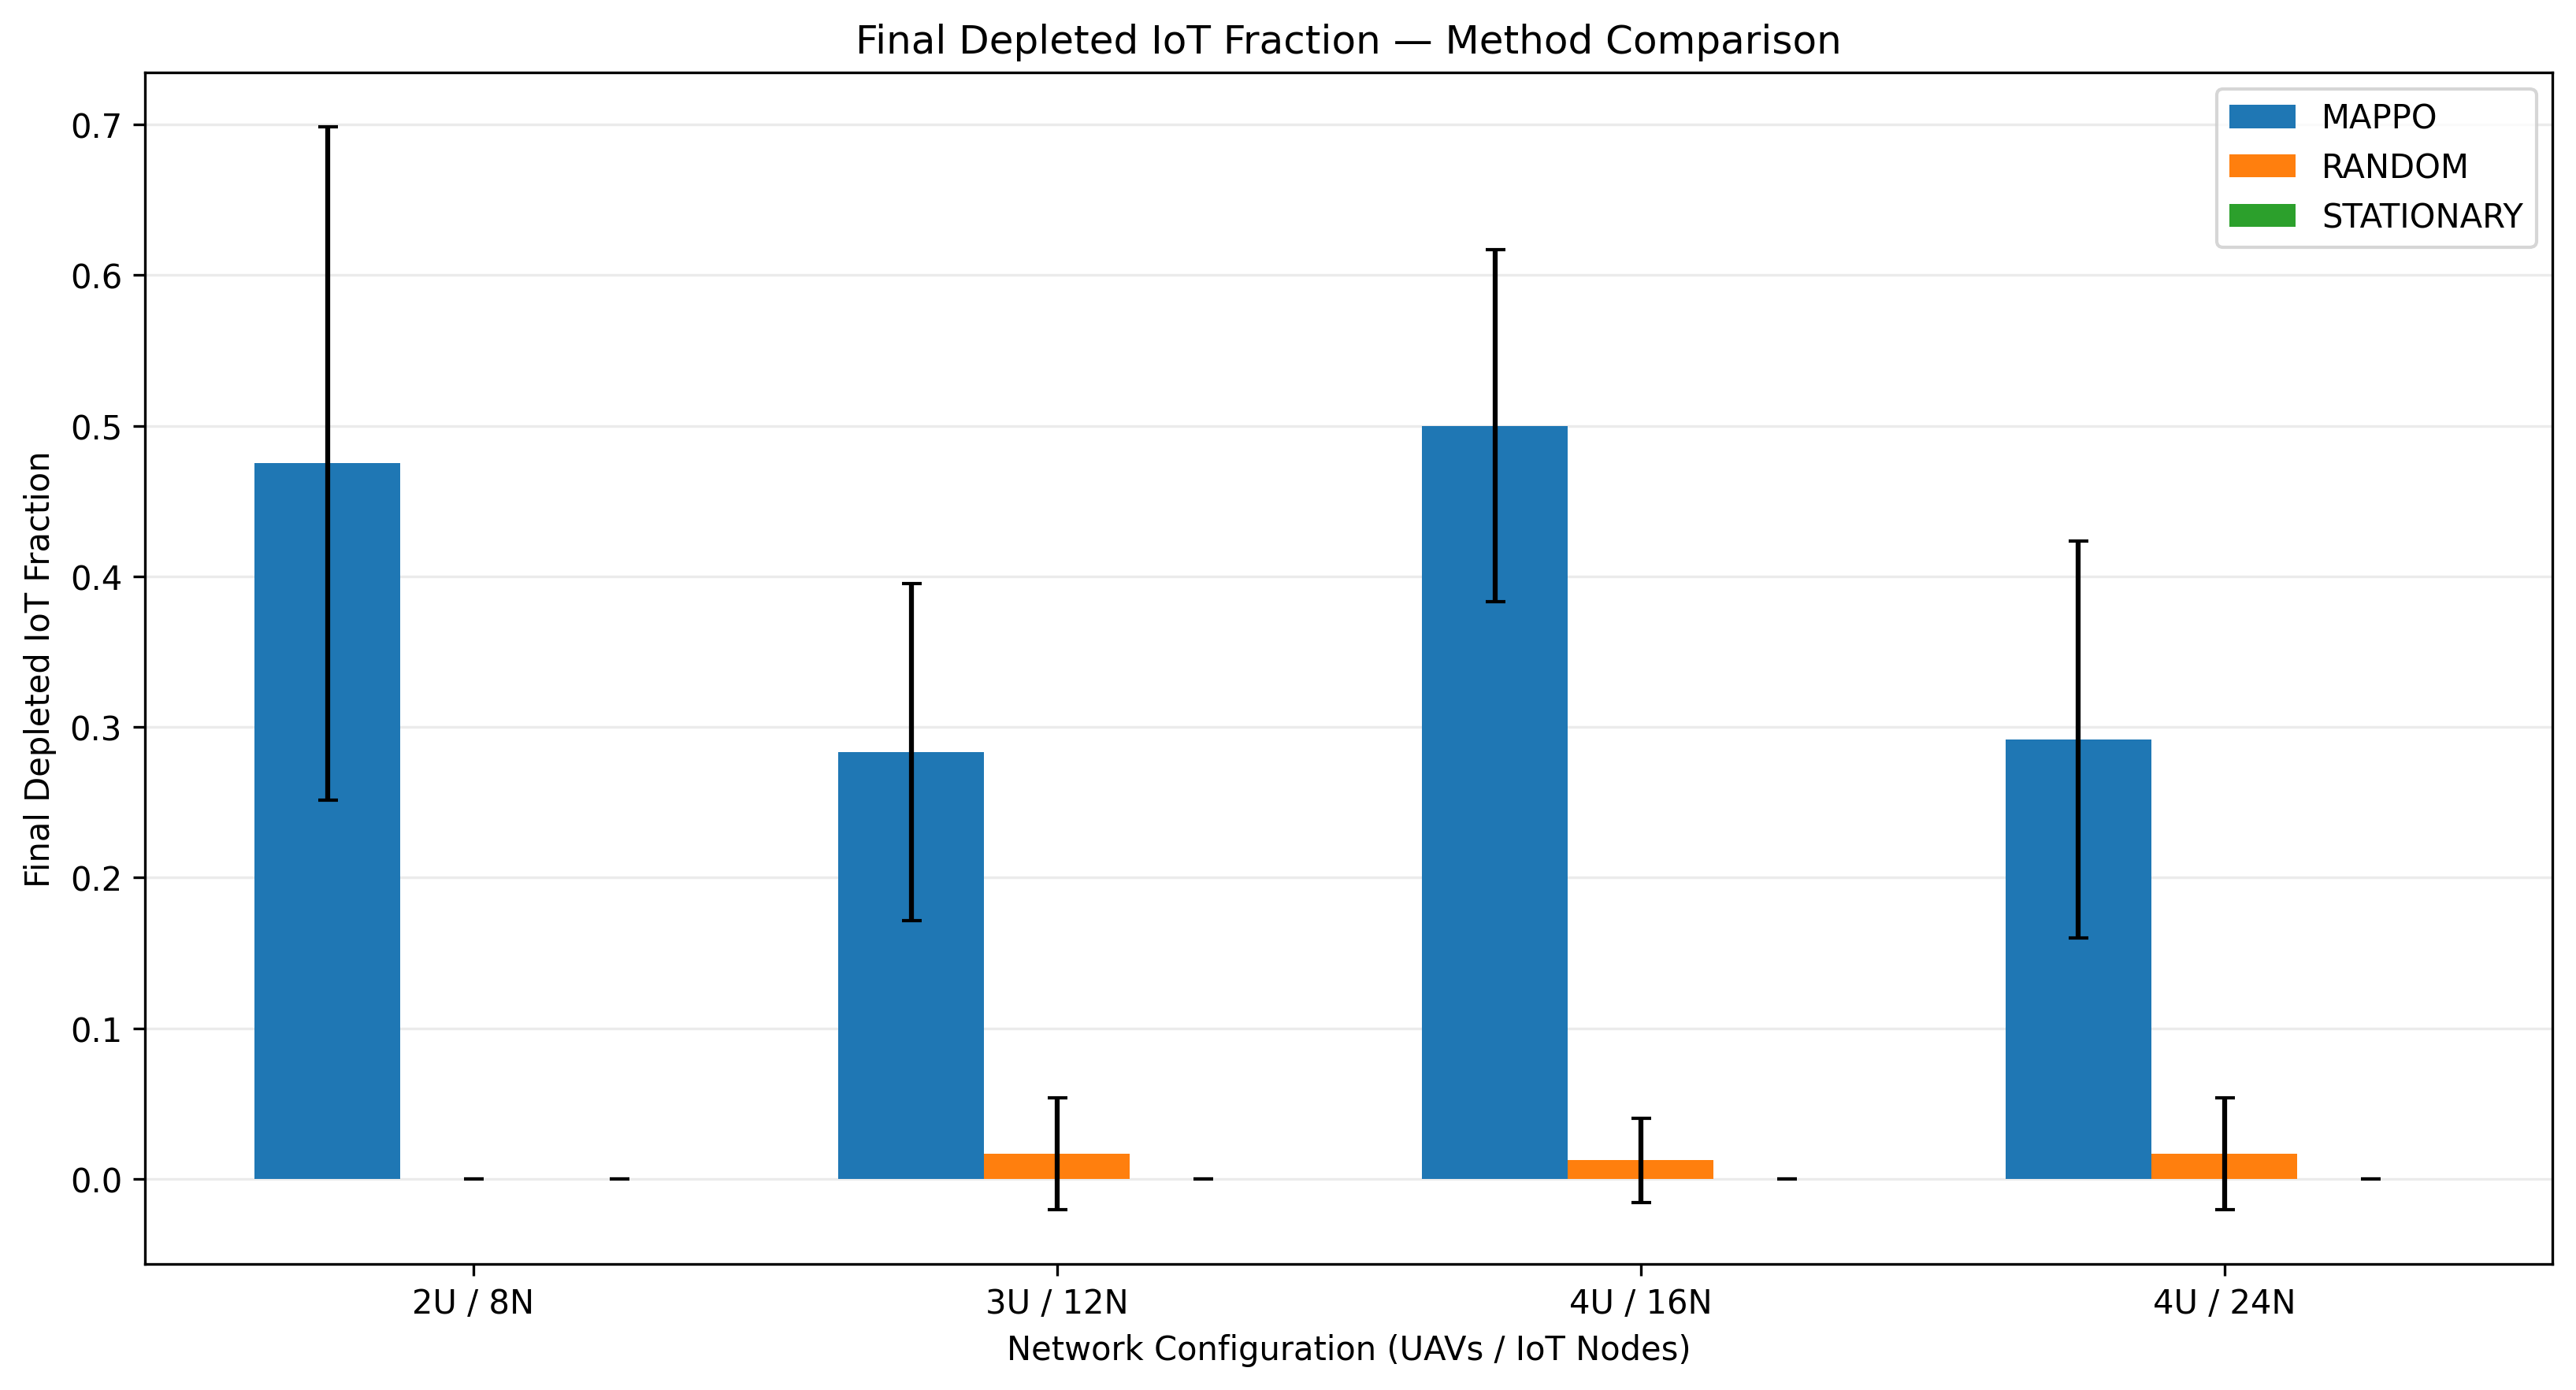 Final Depleted IoT Fraction — Method Comparison
MAPPO
RANDOM
STATIONARY
Final Depleted IoT Fraction
0.7
0.6
0.5
0.4
0.3
0.2
0.1
0.0
2U / 8N
3U / 12N
4U / 16N
4U / 24N
Network Configuration (UAVs / IoT Nodes)